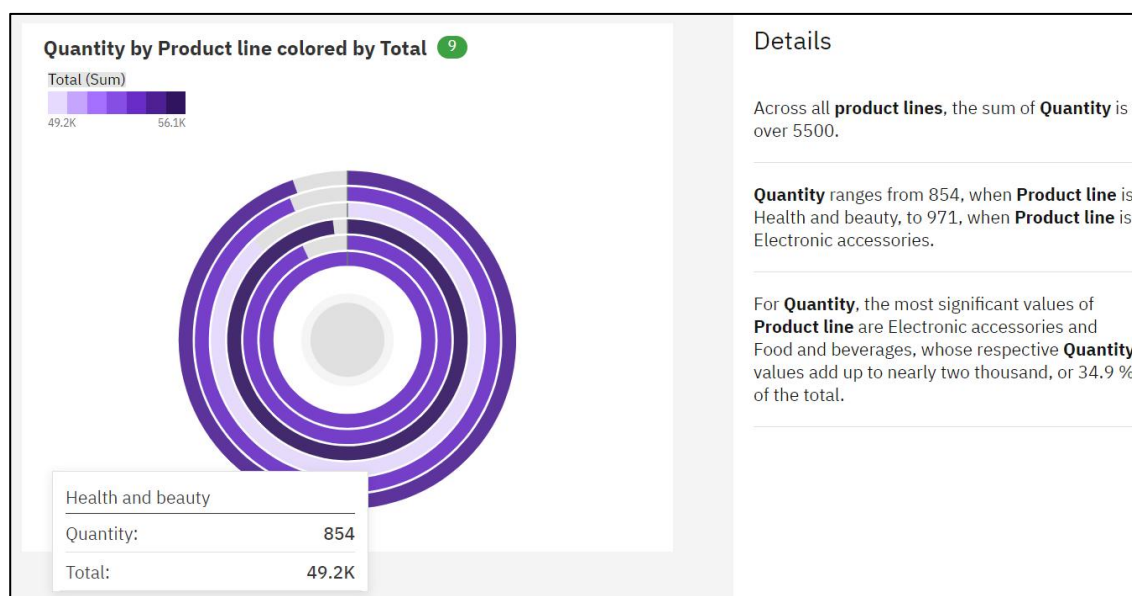 Quantity by Product line colored by Total 9
Total (Sum)
49.2K 56.1K
Health and beauty
Quantity: 854
Total: 49.2K
Details
Across all product lines, the sum of Quantity is
over 5500.
Quantity ranges from 854, when Product line is
Health and beauty, to 971, when Product line is
Electronic accessories.
For Quantity, the most significant values of
Product line are Electronic accessories and
Food and beverages, whose respective Quantity
values add up to nearly two thousand, or 34.9 %
of the total.